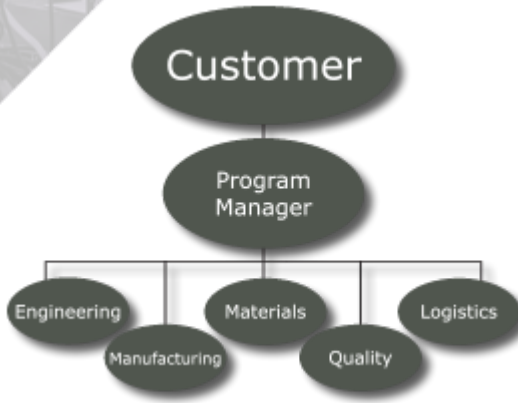 Customer
Program
Manager
Engineering
Materials
Logistics
Manufacturing
Quality